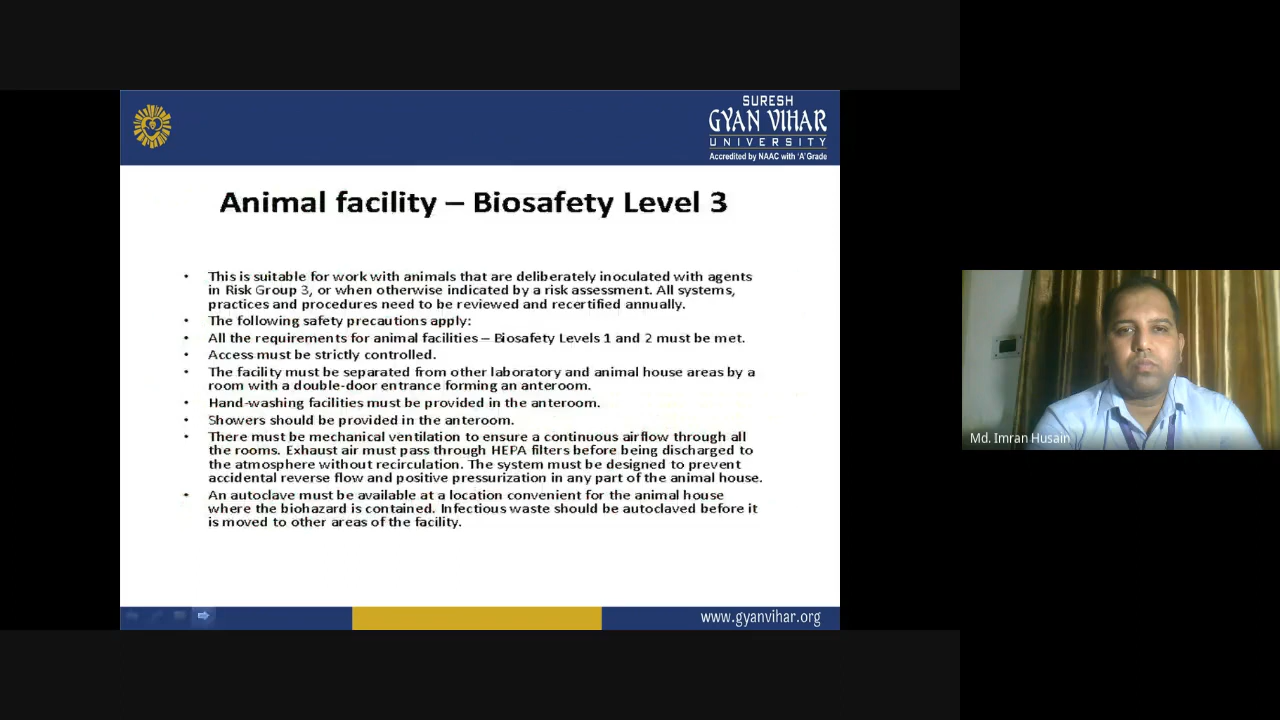 SURESH
GYAN VIHAR
UNIVERSITY
Accredited by NAAC with 'A' Grade
Animal facility – Biosafety Level 3
• This is suitable for work with animals that are deliberately inoculated with agents
in Risk Group 3, or when otherwise indicated by a risk assessment. All systems,
practices and procedures need to be reviewed and recertified annually.
• The following safety precautions apply:
• All the requirements for animal facilities – Biosafety Levels 1 and 2 must be met.
• Access must be strictly controlled.
• The facility must be separated from other laboratory and animal house areas by a
room with a double-door entrance forming an anteroom.
• Hand-washing facilities must be provided in the anteroom.
• Showers should be provided in the anteroom.
• There must be mechanical ventilation to ensure a continuous airflow through all
the rooms. Exhaust air must pass through HEPA filters before being discharged to
the atmosphere without recirculation. The system must be designed to prevent
accidental reverse flow and positive pressurization in any part of the animal house.
• An autoclave must be available at a location convenient for the animal house
where the biohazard is contained. Infectious waste should be autoclaved before it
is moved to other areas of the facility.
www.gyanvihar.org
Md. Imran Husain